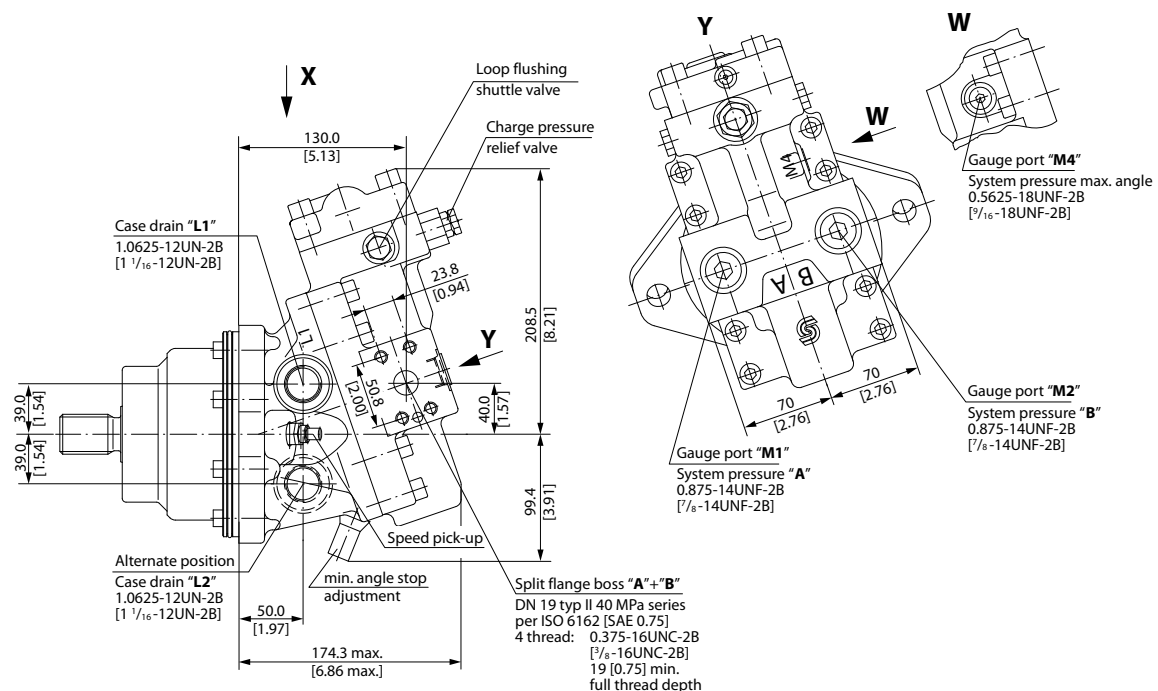 X
Y
W
Loop flushing
shuttle valve
130.0
[5.13]
Charge pressure
relief valve
W
M4
Gauge port "M4"
System pressure max. angle
0.5625-18UNF-2B
[9/16-18UNF-2B]
Case drain "L1"
1.0625-12UN-2B
[1 1/16-12UN-2B]
23.8
[0.94]
208.5
[8.21]
L1
B|A
Y
50.8
[2.00]
39.0
[1.54]
39.0
[1.54]
40.0
[1.57]
70
[2.76]
70
[2.76]
Gauge port "M2"
System pressure "B"
0.875-14UNF-2B
[7/8-14UNF-2B]
Gauge port "M1"
System pressure "A"
0.875-14UNF-2B
[7/8-14UNF-2B]
99.4
[3.91]
Speed pick-up
Alternate position
Case drain "L2"
1.0625-12UN-2B
[1 1/16-12UN-2B]
min. angle stop
adjustment
Split flange boss "A"+"B"
DN 19 typ II 40 MPa series
per ISO 6162 [SAE 0.75]
4 thread: 0.375-16UNC-2B
[3/8-16UNC-2B]
19 [0.75] min.
full thread depth
50.0
[1.97]
174.3 max.
[6.86 max.]